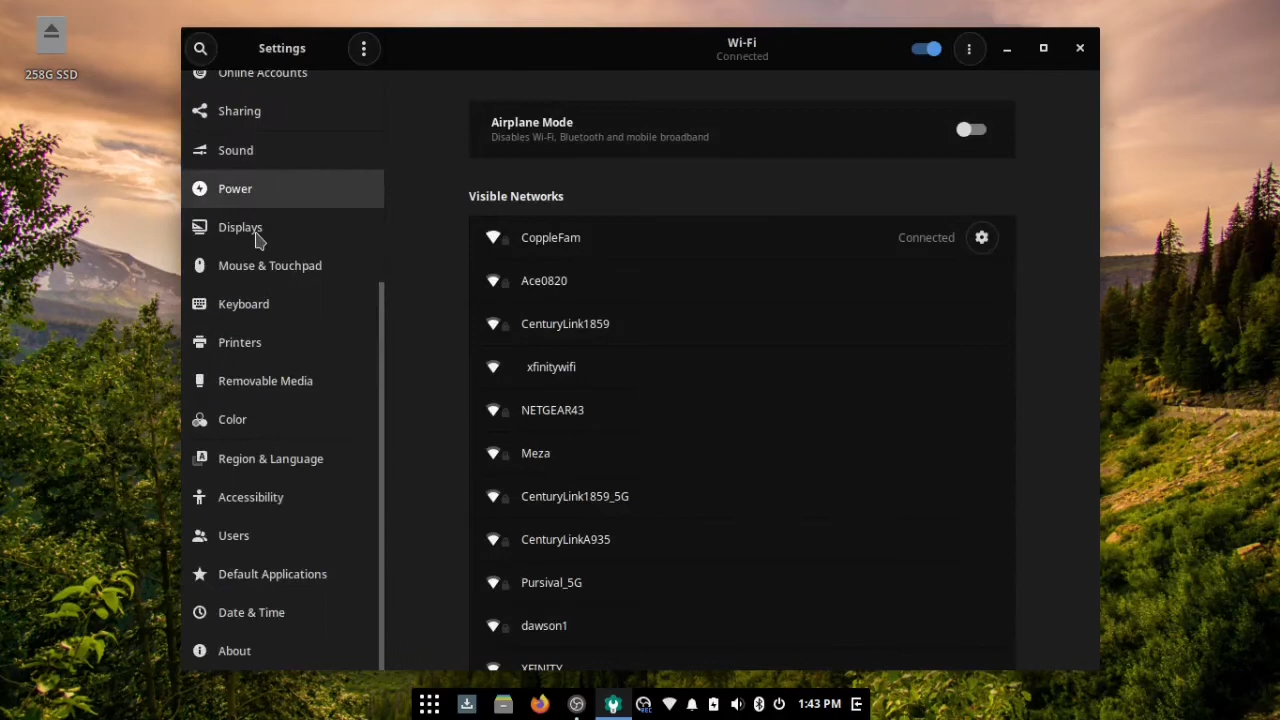 258G SSD
Settings
Wi-Fi
Connected
Online Accounts
Sharing
Sound
Power
Displays
Mouse & Touchpad
Keyboard
Printers
Removable Media
Color
Region & Language
Accessibility
Users
Default Applications
Date & Time
About
Airplane Mode
Disables Wi-Fi, Bluetooth and mobile broadband
Visible Networks
CoppleFam Connected
Ace0820
CenturyLink1859
xfinitywifi
NETGEAR43
Meza
CenturyLink1859_5G
CenturyLinkA935
Pursival_5G
dawson1
XFINITY
REC
1:43 PM